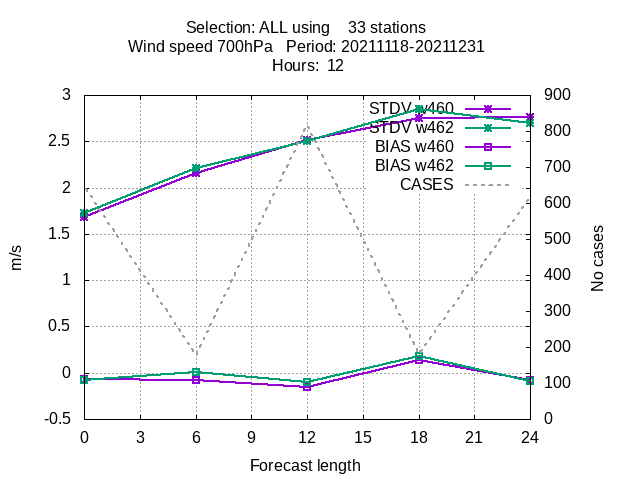 Selection: ALL using 33 stations
Wind speed 700hPa Period: 20211118-20211231
Hours: 12
STDV w460
STDV w462
BIAS w460
BIAS w462
CASES
3
2.5
2
1.5
1
0.5
0
-0.5
900
800
700
600
500
400
300
200
100
0
m/s
No cases
0 3 6 9 12 15 18 21 24
Forecast length